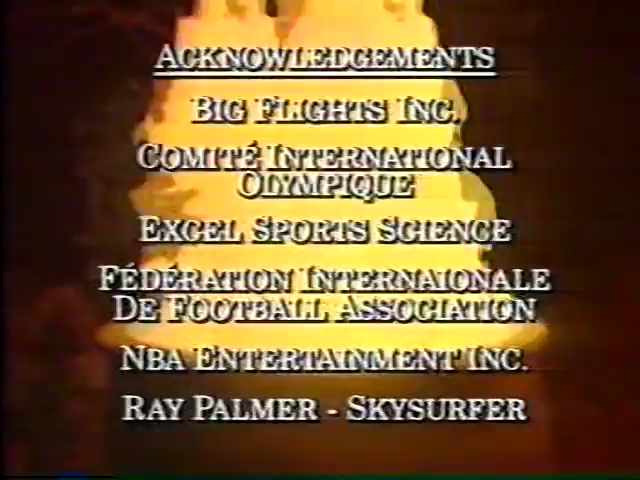 ACKNOWLEDGEMENTS
BIG FLIGHTS INC.
COMITÉ INTERNATIONAL
OLYMPIQUE
EXCEL SPORTS SCIENCE
FÉDÉRATION INTERNAIONALE
DE FOOTBALL ASSOCIATION
NBA ENTERTAINMENT INC.
RAY PALMER - SKYSURFER